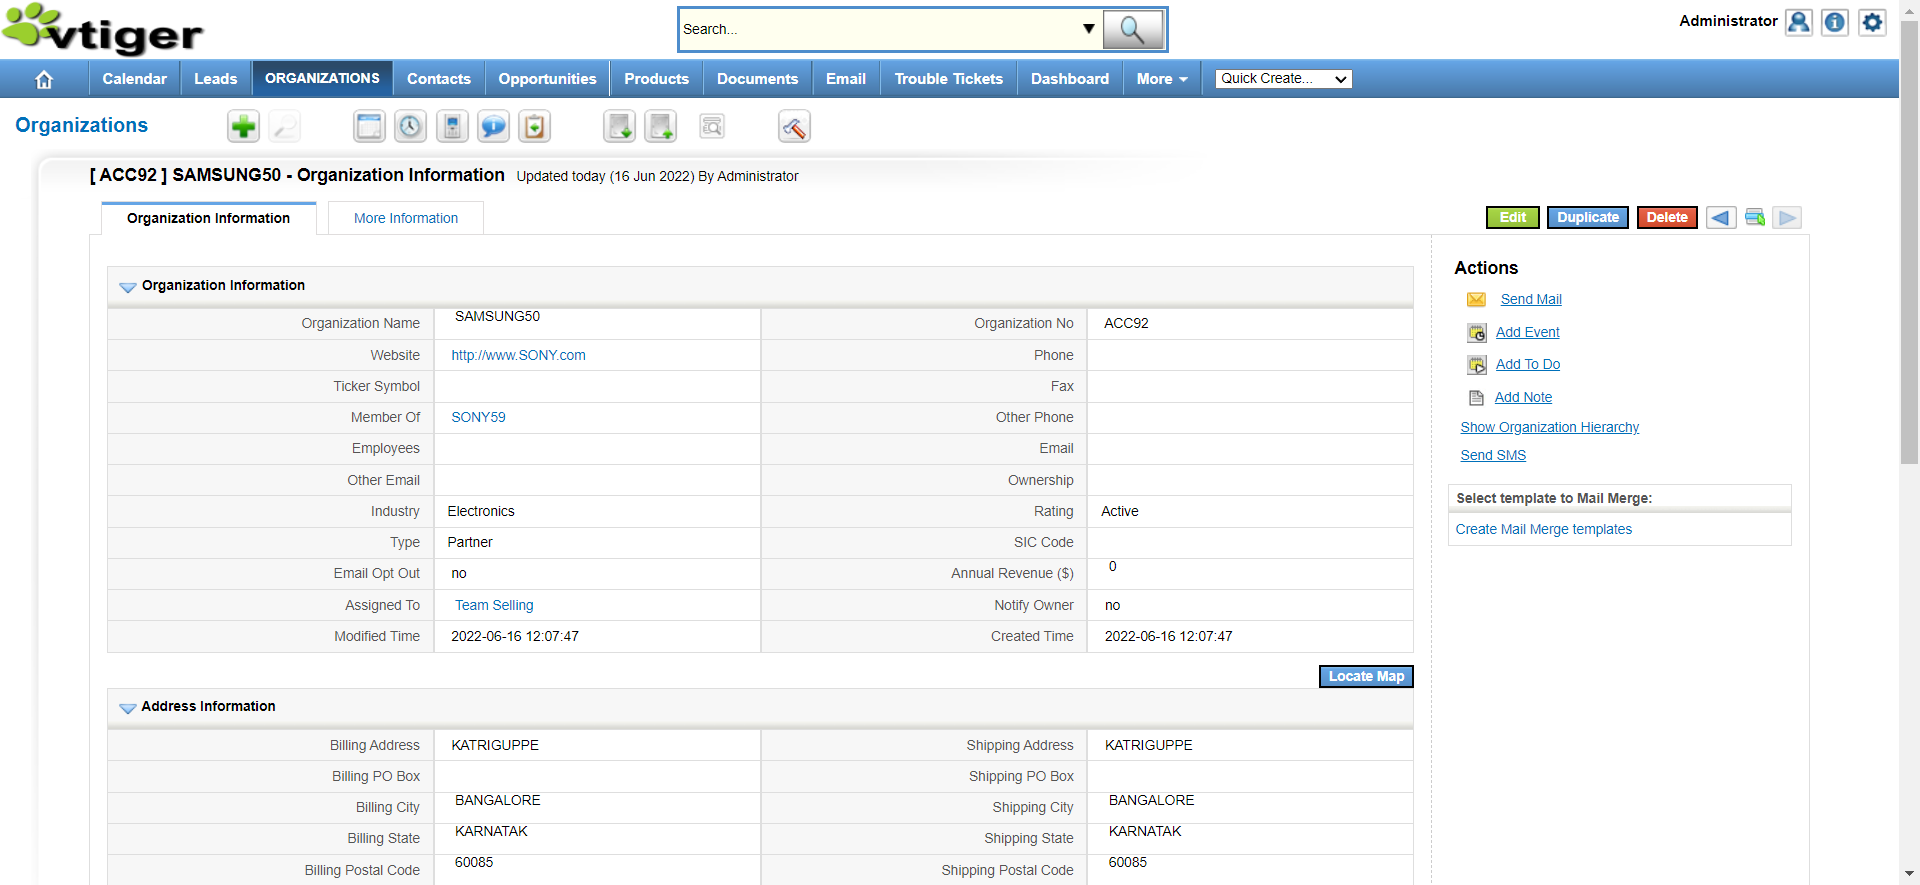 vtiger
Search...
Administrator
Calendar Leads ORGANIZATIONS Contacts Opportunities Products Documents Email Trouble Tickets Dashboard More Quick Create...
Organizations
[ ACC92 ] SAMSUNG50 - Organization Information Updated today (16 Jun 2022) By Administrator
Organization Information More Information
Edit Duplicate Delete
Organization Information
Organization Name SAMSUNG50 Organization No ACC92
Website http://www.SONY.com Phone
Ticker Symbol Fax
Member Of SONY59 Other Phone
Employees Email
Other Email Ownership
Industry Electronics Rating Active
Type Partner SIC Code
Email Opt Out no Annual Revenue ($) 0
Assigned To Team Selling Notify Owner no
Modified Time 2022-06-16 12:07:47 Created Time 2022-06-16 12:07:47
Locate Map
Address Information
Billing Address KATRIGUPPE Shipping Address KATRIGUPPE
Billing PO Box Shipping PO Box
Billing City BANGALORE Shipping City BANGALORE
Billing State KARNATAK Shipping State KARNATAK
Billing Postal Code 60085 Shipping Postal Code 60085
Actions
Send Mail
Add Event
Add To Do
Add Note
Show Organization Hierarchy
Send SMS
Select template to Mail Merge:
Create Mail Merge templates